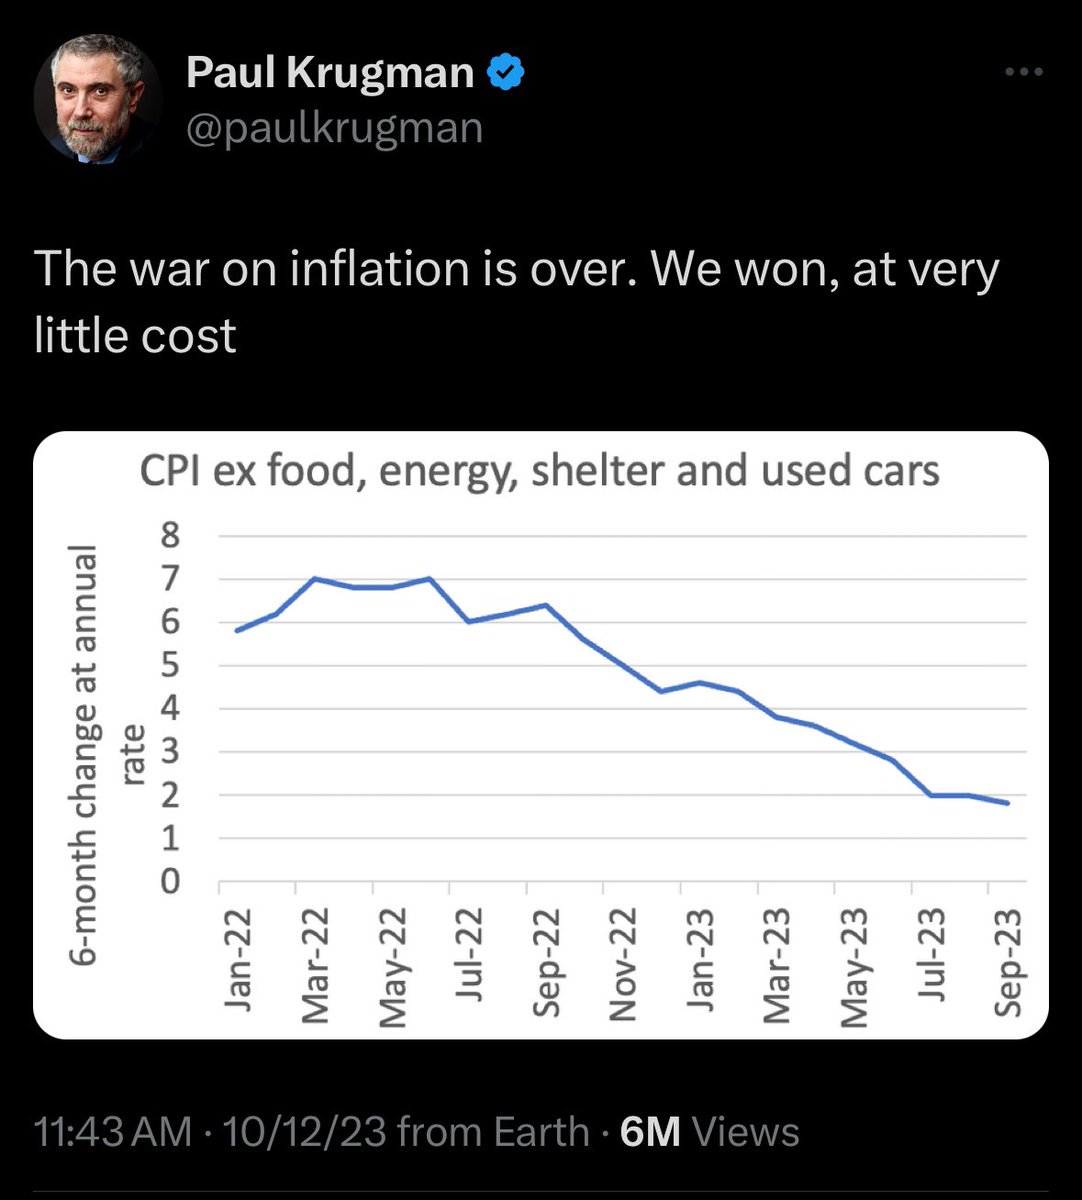 Paul Krugman
@paulkrugman
The war on inflation is over. We won, at very
little cost
CPI ex food, energy, shelter and used cars
6-month change at annual
rate
8
7
6
5
4
3
2
1
0
Jan-22
Mar-22
May-22
Jul-22
Sep-22
Nov-22
Jan-23
Mar-23
May-23
Jul-23
Sep-23
11:43 AM · 10/12/23 from Earth · 6M Views